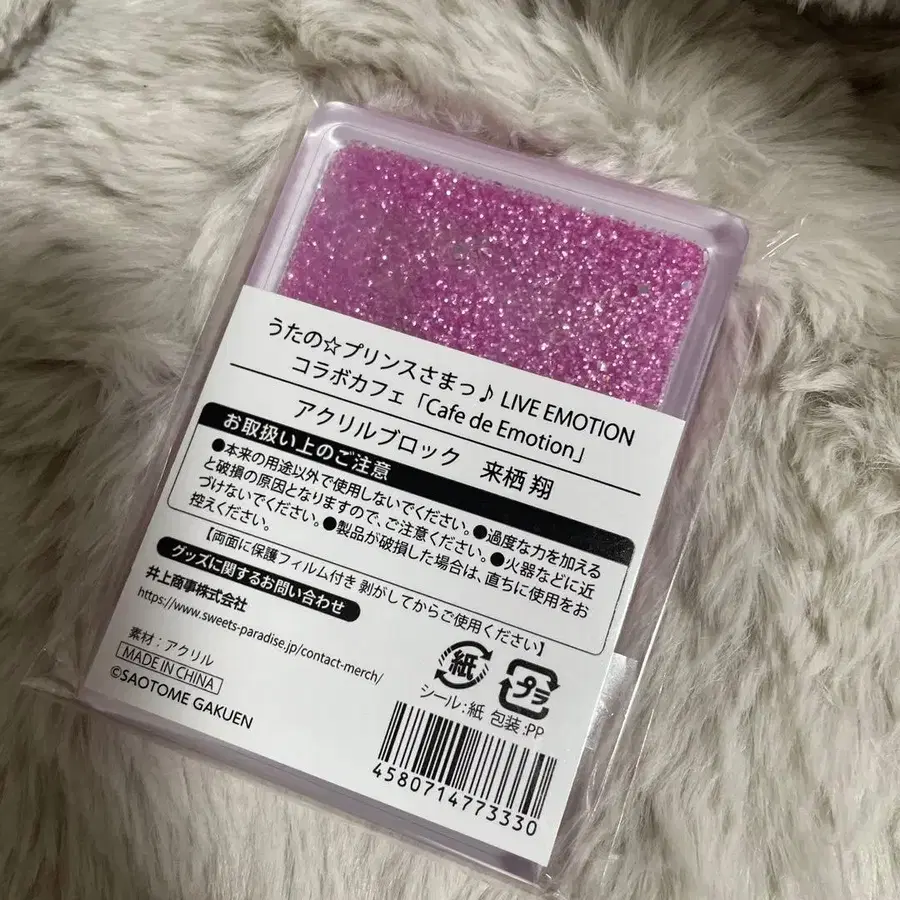 うたの☆プリンスさまっ♪ LIVE EMOTION
コラボカフェ「Cafe de Emotion」
アクリルブロック 来栖 翔
お取扱い上のご注意
●本来の用途以外で使用しないでください。●過度な力を加える
と破損の原因となりますので、ご注意ください。●火器などに近
づけないでください。●製品が破損した場合は、直ちに使用をお
控えください。
【両面に保護フィルム付き 剥がしてからご使用ください】
グッズに関するお問い合わせ
井上商事株式会社
https://www.sweets-paradise.jp/contact-merch/
素材：アクリル
MADE IN CHINA
©SAOTOME GAKUEN
紙
プラ
シール:紙 包装:PP
4580714773330